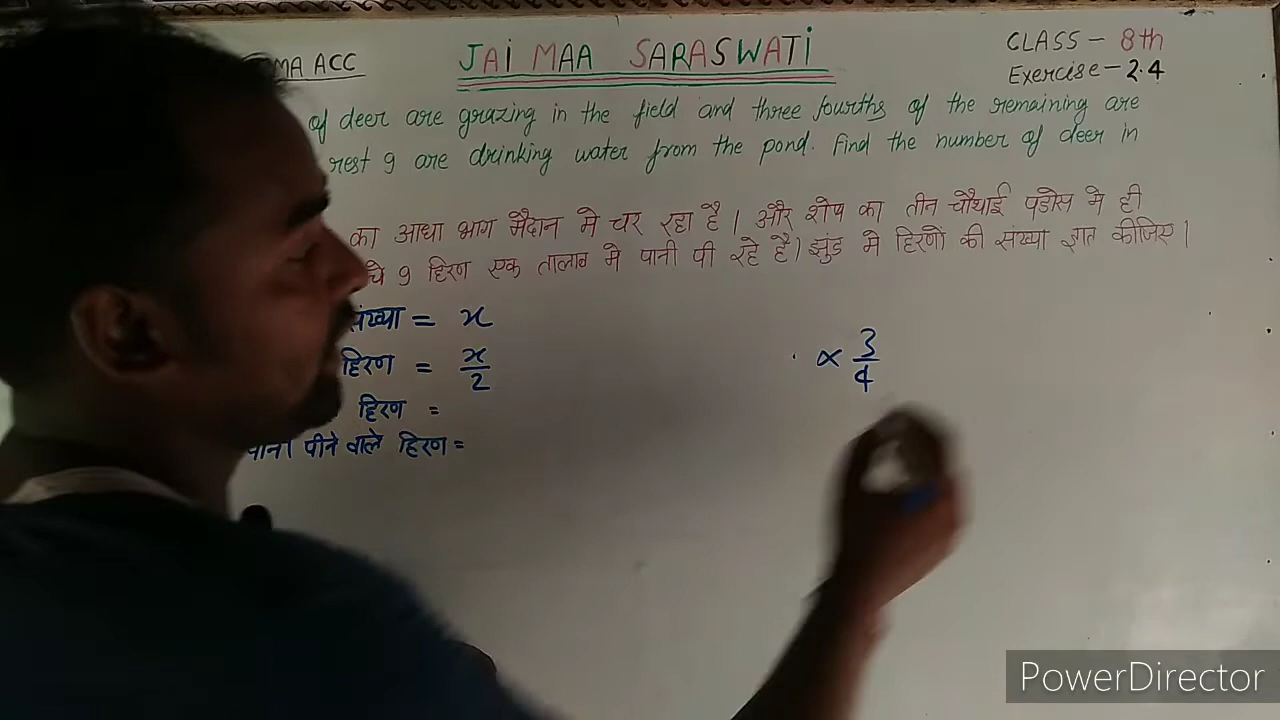 MA ACC
JAI MAA SARASWATI
CLASS - 8th
Exercise - 2.4
of deer are grazing in the field and three fourths of the remaining are
rest 9 are drinking water from the pond. Find the number of deer in
का आधा भाग मैदान मे चर रहा है। और शेष का तीन चौथाई पडोस मे ही
9 हिरण एक तालाब मे पानी पी रहे है। झुंड मे हिरणो की संख्या ज्ञात कीजिए।
संख्या = x
हिरण = x/2
हिरण =
पानी पीने वाले हिरण =
× 3/4
PowerDirector